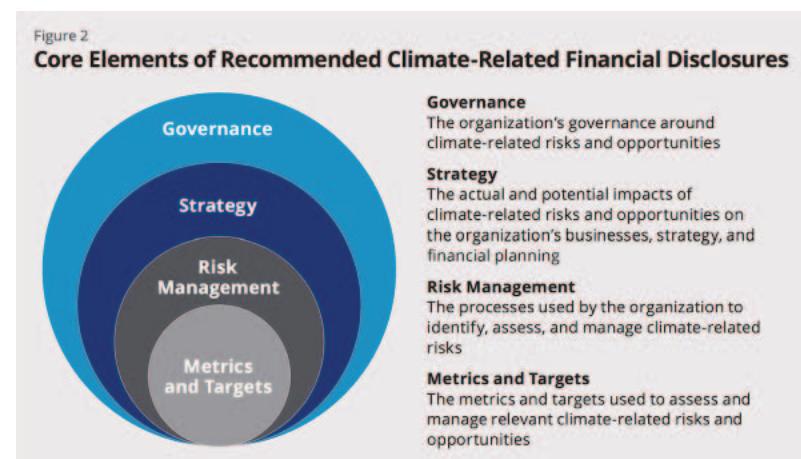 Figure 2
Core Elements of Recommended Climate-Related Financial Disclosures
Governance
Strategy
Risk
Management
Metrics
and Targets
Governance
The organization's governance around
climate-related risks and opportunities
Strategy
The actual and potential impacts of
climate-related risks and opportunities on
the organization's businesses, strategy, and
financial planning
Risk Management
The processes used by the organization to
identify, assess, and manage climate-related
risks
Metrics and Targets
The metrics and targets used to assess and
manage relevant climate-related risks and
opportunities